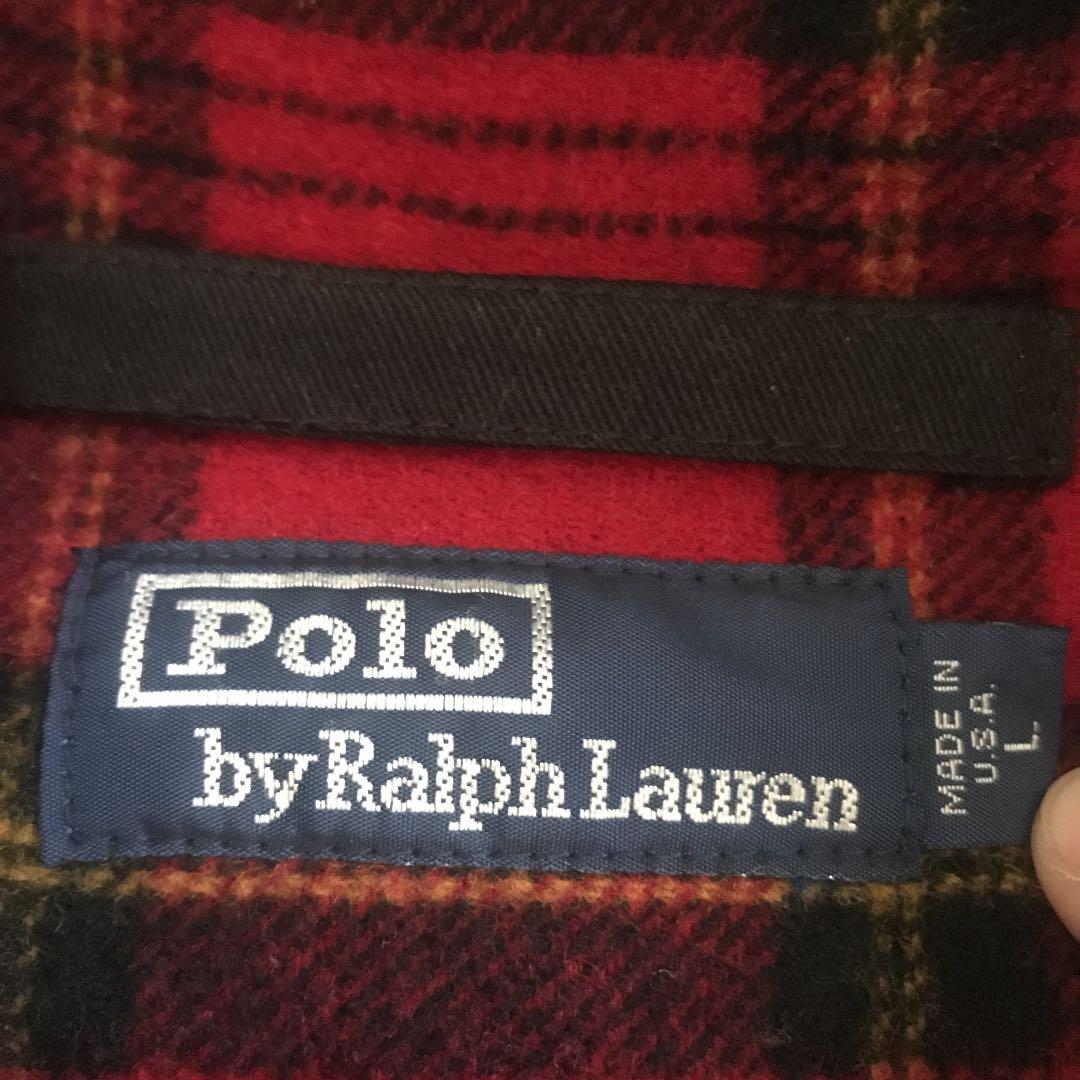 Polo
by Ralph Lauren
MADE IN
U.S.A.
L